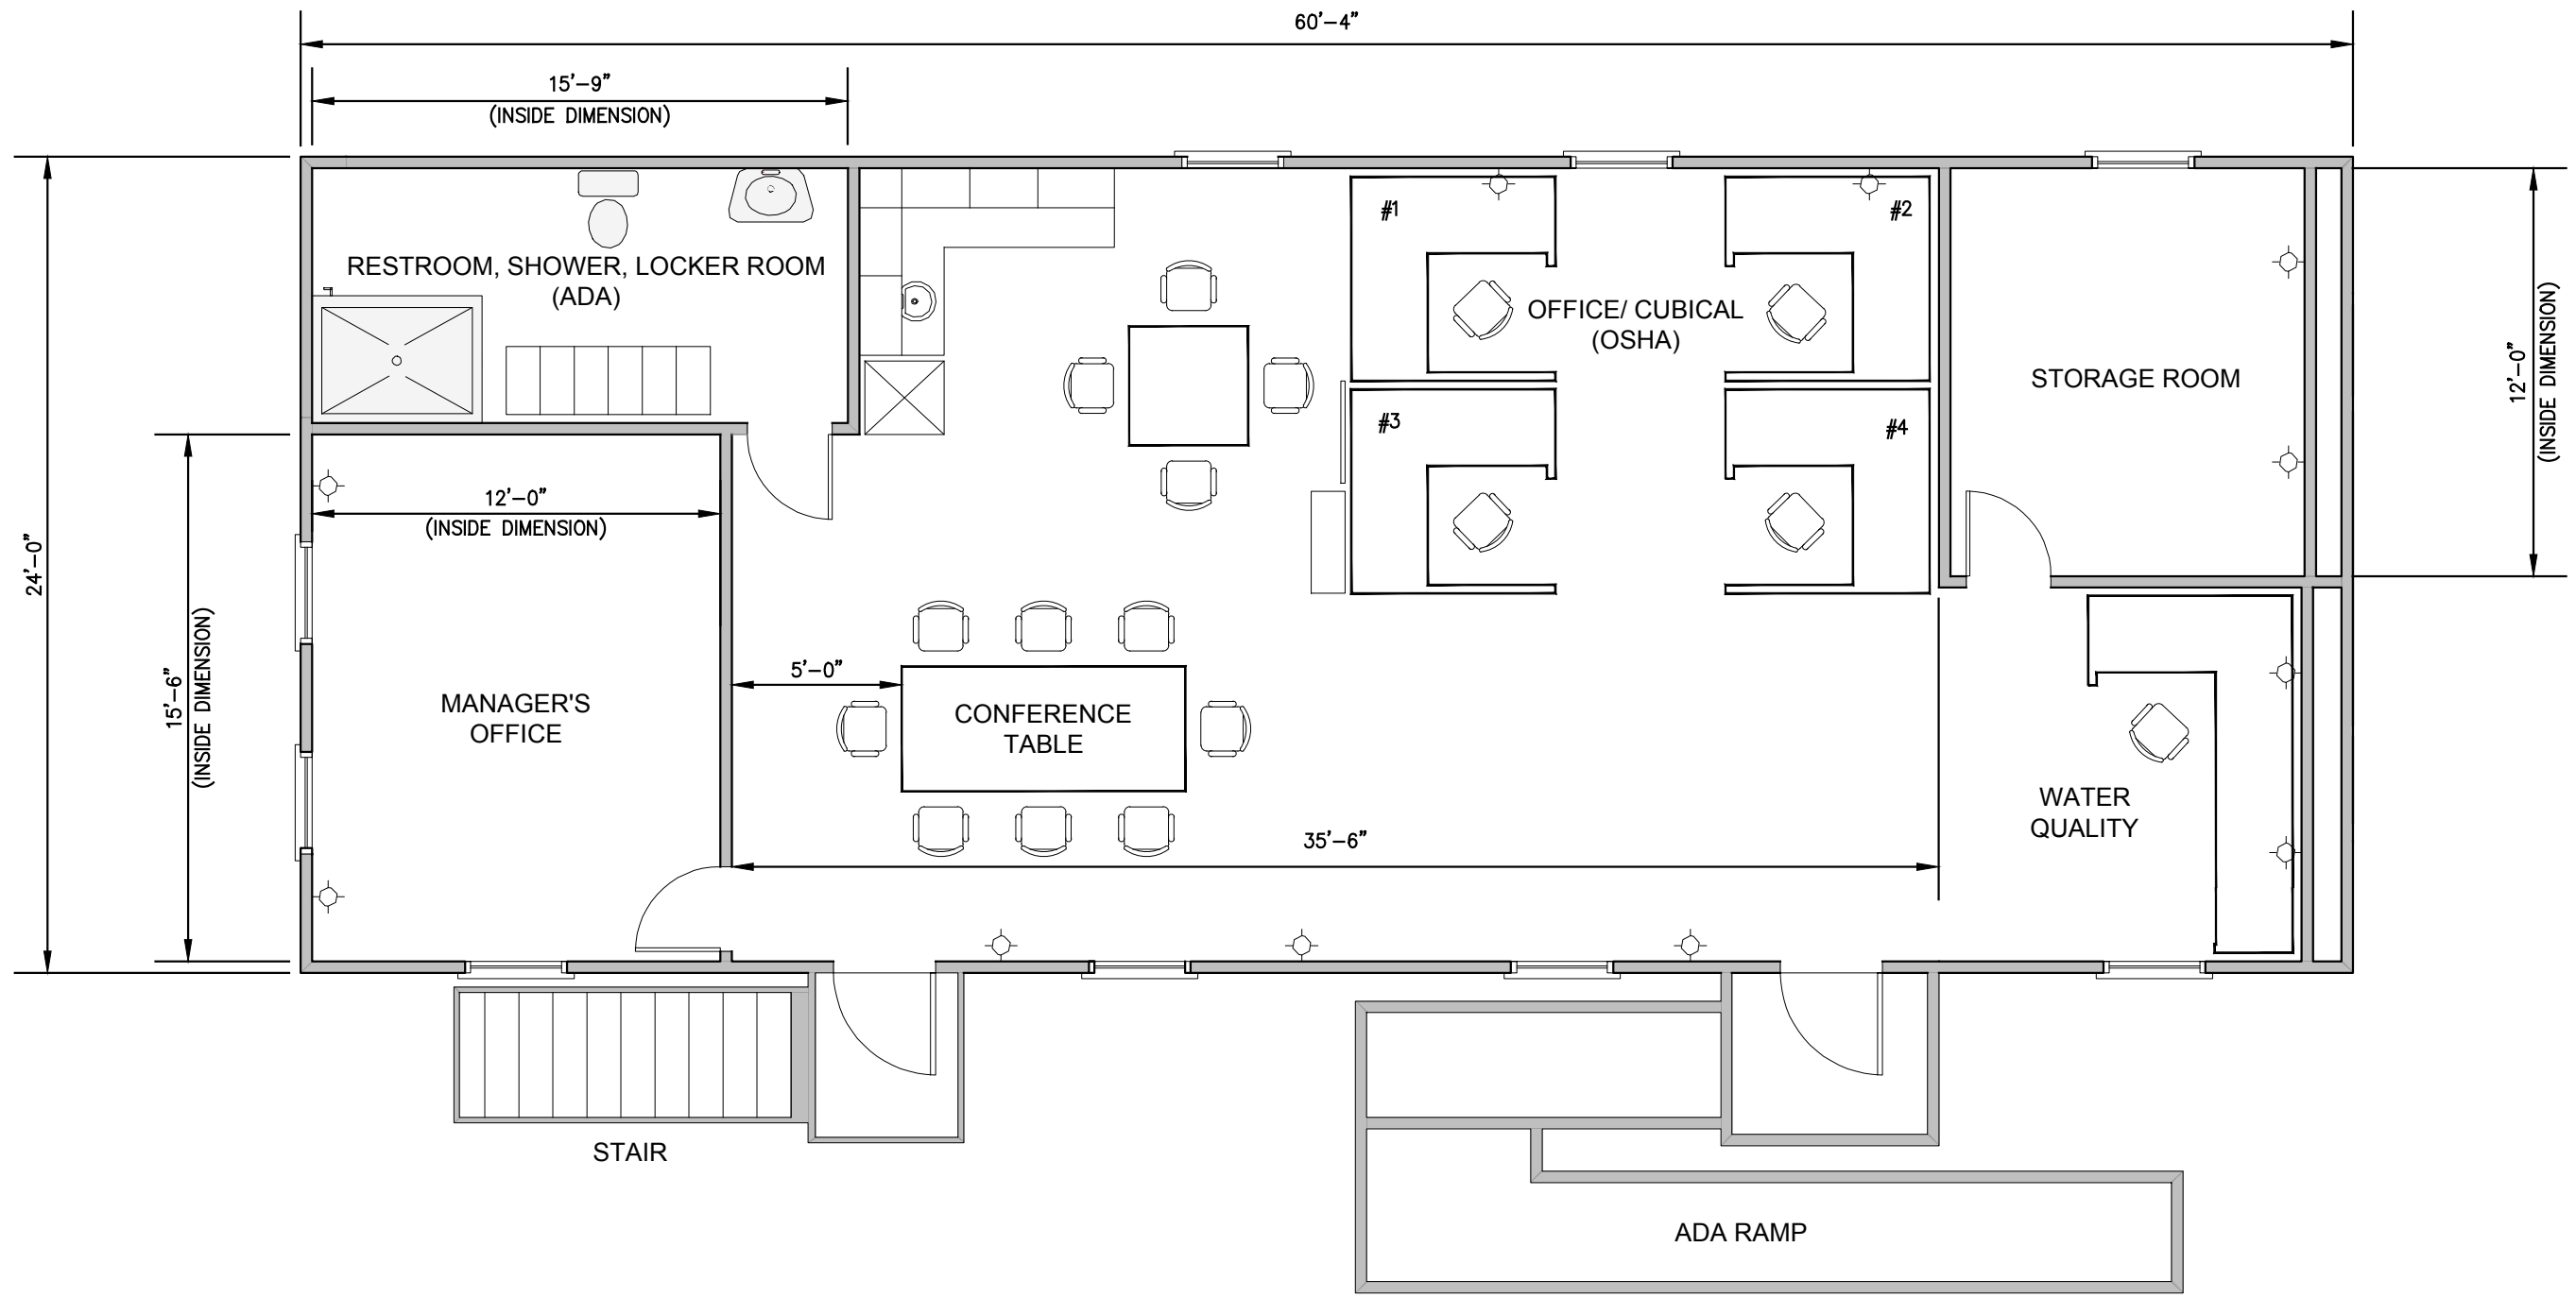 60'-4"
15'-9"
(INSIDE DIMENSION)
#1
#2
RESTROOM, SHOWER, LOCKER ROOM
(ADA)
OFFICE/ CUBICAL
(OSHA)
STORAGE ROOM
12'-0"
(INSIDE DIMENSION)
#3
#4
12'-0"
(INSIDE DIMENSION)
24'-0"
15'-6"
(INSIDE DIMENSION)
MANAGER'S
OFFICE
5'-0"
CONFERENCE
TABLE
WATER
QUALITY
35'-6"
STAIR
ADA RAMP